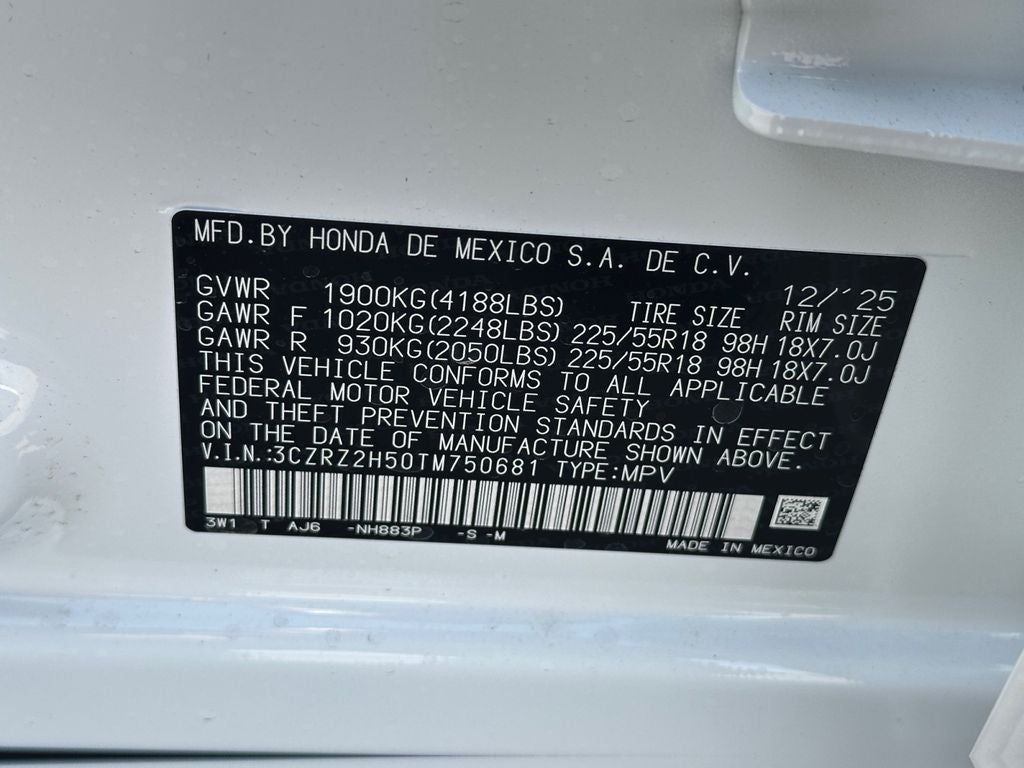 MFD.BY HONDA DE MEXICO S.A. DE C.V.
12/'25
GVWR 1900KG(4188LBS) TIRE SIZE RIM SIZE
GAWR F 1020KG(2248LBS) 225/55R18 98H 18X7.0J
GAWR R 930KG(2050LBS) 225/55R18 98H 18X7.0J
THIS VEHICLE CONFORMS TO ALL APPLICABLE
FEDERAL MOTOR VEHICLE SAFETY
AND THEFT PREVENTION STANDARDS IN EFFECT
ON THE DATE OF MANUFACTURE SHOWN ABOVE.
V.I.N.:3CZRZ2H50TM750681 TYPE:MPV
3W1 T AJ6 -NH883P -S -M
MADE IN MEXICO